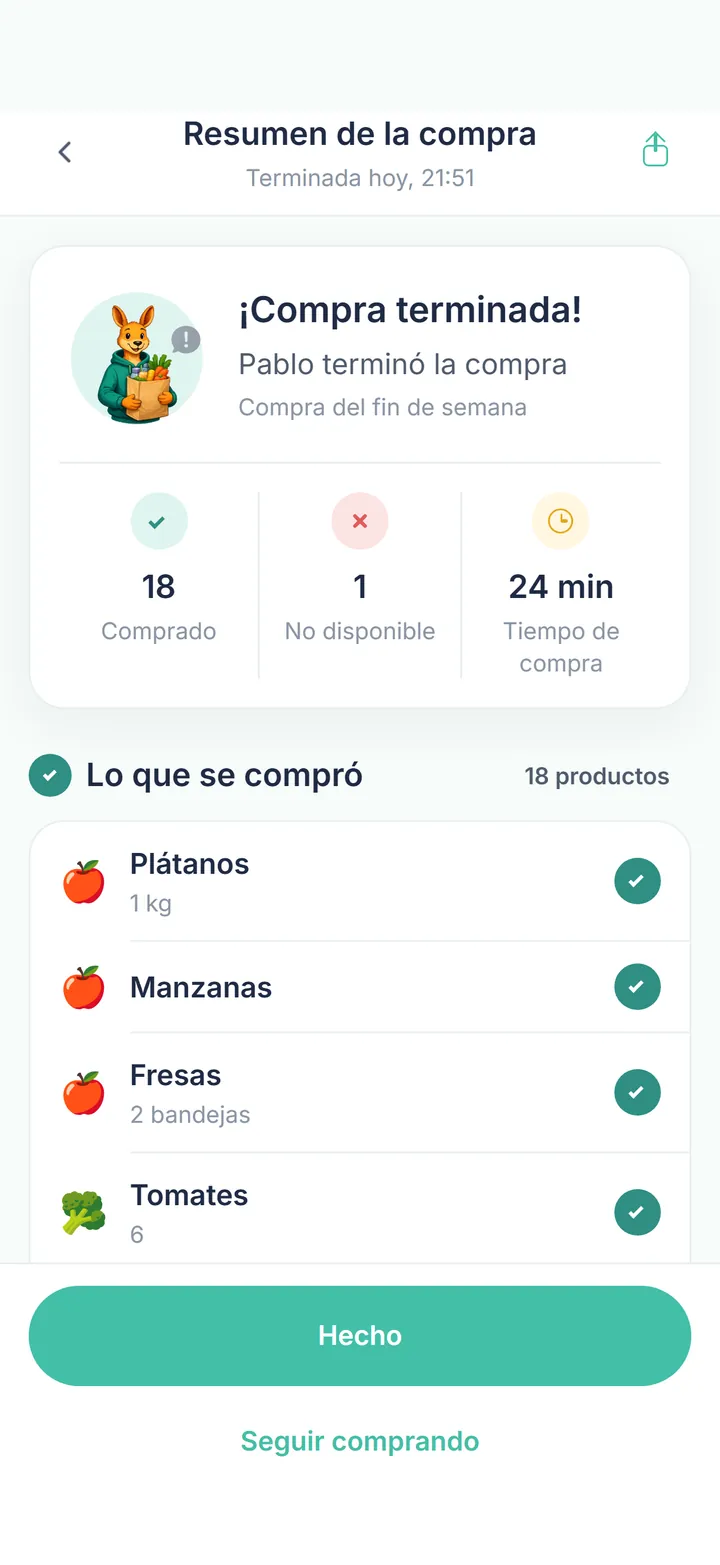 Resumen de la compra
Terminada hoy, 21:51
¡Compra terminada!
!
Pablo terminó la compra
Compra del fin de semana
18
Comprado
1
No disponible
24 min
Tiempo de
compra
Lo que se compró
18 productos
Plátanos
1 kg
Manzanas
Fresas
2 bandejas
Tomates
6
Hecho
Seguir comprando